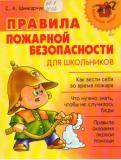 С. А. Шинкарчук
ПРАВИЛА
ПОЖАРНОЙ БЕЗОПАСНОСТИ
ДЛЯ ШКОЛЬНИКОВ
Как вести себя
во время пожара
Что нужно знать,
чтобы не случилось
беды
Правила
оказания первой
помощи